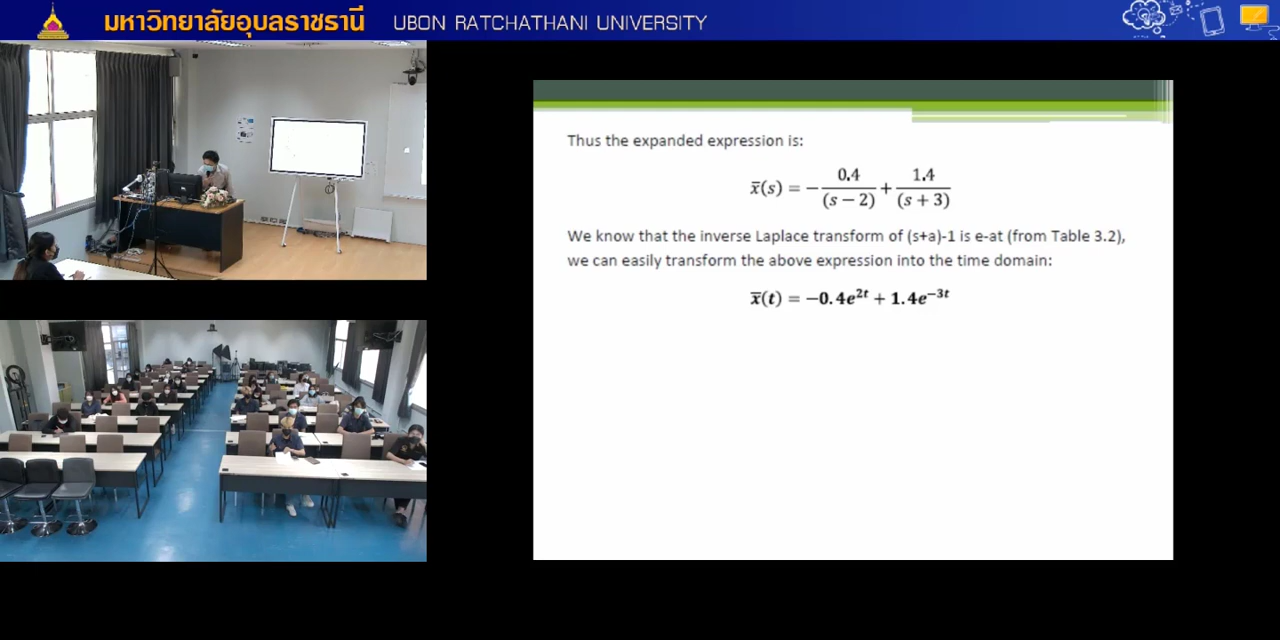 มหาวิทยาลัยอุบลราชธานี UBON RATCHATHANI UNIVERSITY
Thus the expanded expression is:
x̅(s) = −0.4/(s − 2) + 1.4/(s + 3)
We know that the inverse Laplace transform of (s+a)-1 is e-at (from Table 3.2),
we can easily transform the above expression into the time domain:
x̅(t) = −0.4e²ᵗ + 1.4e⁻³ᵗ